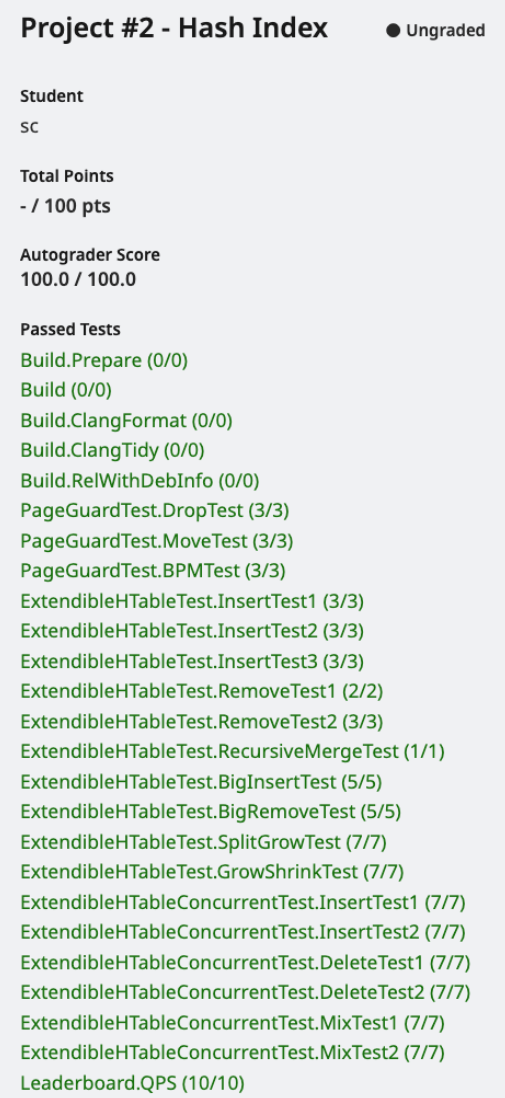 Project #2 - Hash Index
Ungraded
Student
sc
Total Points
- / 100 pts
Autograder Score
100.0 / 100.0
Passed Tests
Build.Prepare (0/0)
Build (0/0)
Build.ClangFormat (0/0)
Build.ClangTidy (0/0)
Build.RelWithDebInfo (0/0)
PageGuardTest.DropTest (3/3)
PageGuardTest.MoveTest (3/3)
PageGuardTest.BPMTest (3/3)
ExtendibleHTableTest.InsertTest1 (3/3)
ExtendibleHTableTest.InsertTest2 (3/3)
ExtendibleHTableTest.InsertTest3 (3/3)
ExtendibleHTableTest.RemoveTest1 (2/2)
ExtendibleHTableTest.RemoveTest2 (3/3)
ExtendibleHTableTest.RecursiveMergeTest (1/1)
ExtendibleHTableTest.BigInsertTest (5/5)
ExtendibleHTableTest.BigRemoveTest (5/5)
ExtendibleHTableTest.SplitGrowTest (7/7)
ExtendibleHTableTest.GrowShrinkTest (7/7)
ExtendibleHTableConcurrentTest.InsertTest1 (7/7)
ExtendibleHTableConcurrentTest.InsertTest2 (7/7)
ExtendibleHTableConcurrentTest.DeleteTest1 (7/7)
ExtendibleHTableConcurrentTest.DeleteTest2 (7/7)
ExtendibleHTableConcurrentTest.MixTest1 (7/7)
ExtendibleHTableConcurrentTest.MixTest2 (7/7)
Leaderboard.QPS (10/10)